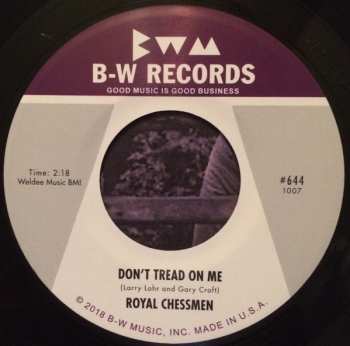 BWM
B-W RECORDS
GOOD MUSIC IS GOOD BUSINESS
Time: 2:18
Weldee Music BMI
#644
1007
DON'T TREAD ON ME
(Larry Lohr and Gary Craft)
ROYAL CHESSMEN
© 2018 B-W MUSIC, INC. MADE IN U.S.A.